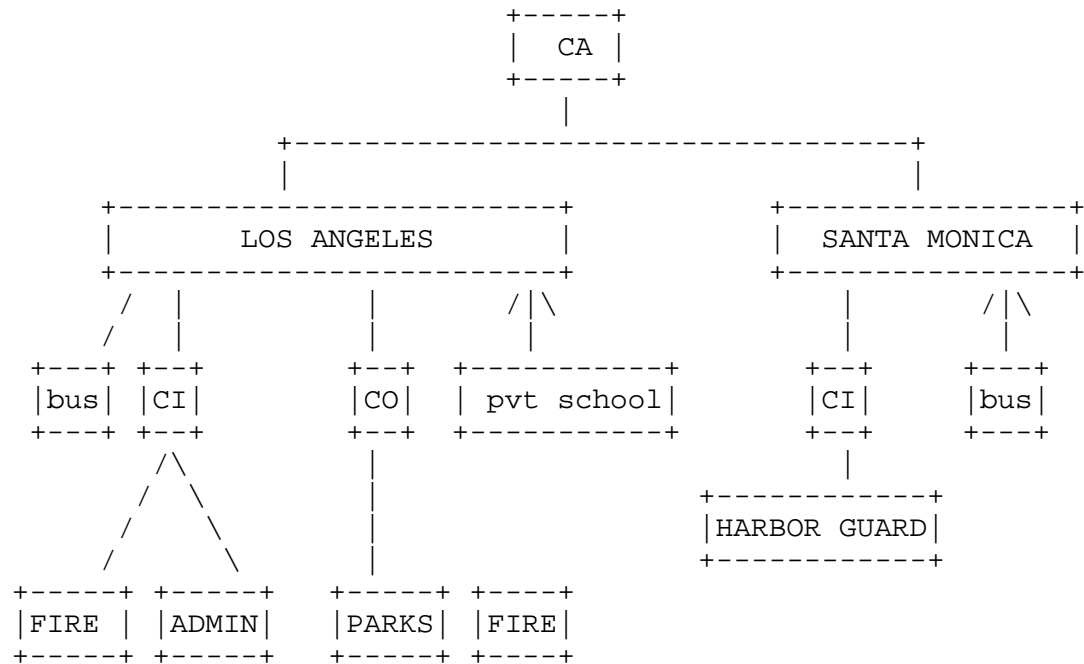 CA
LOS ANGELES SANTA MONICA
bus CI CO pvt school CI bus
HARBOR GUARD
FIRE ADMIN PARKS FIRE